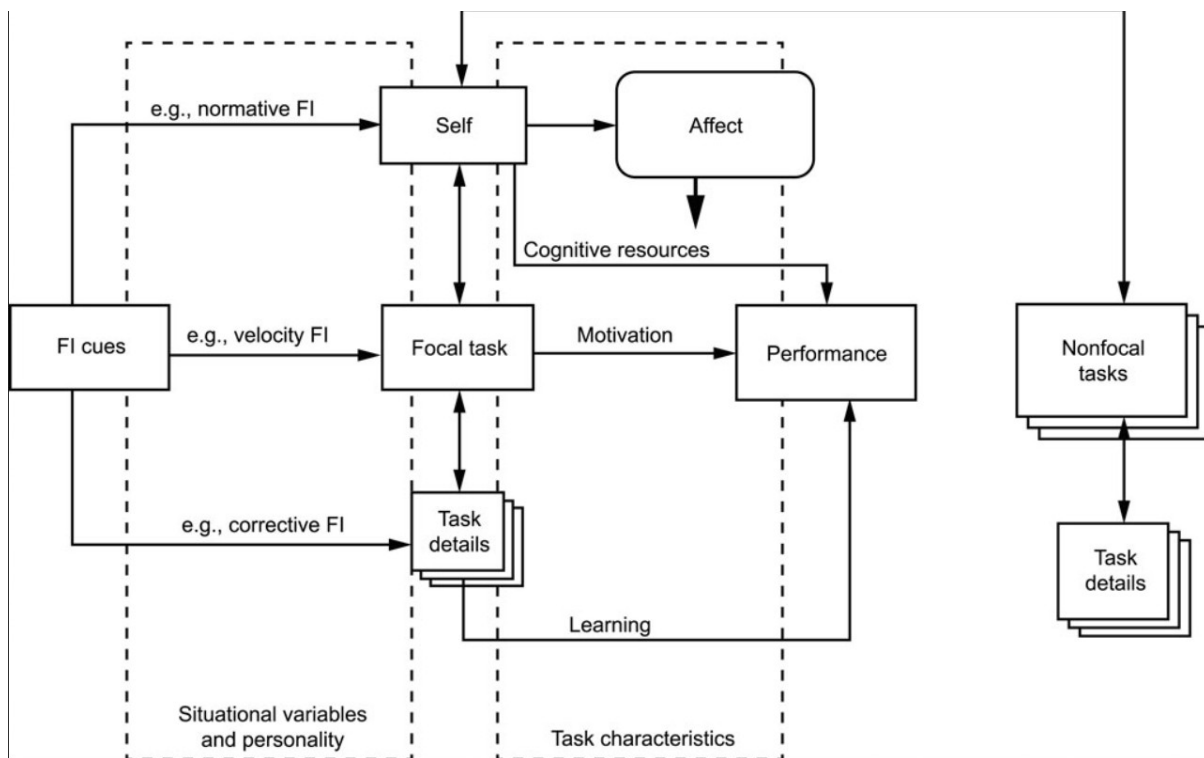 e.g., normative FI
Self
Affect
Cognitive resources
FI cues
e.g., velocity FI
Focal task
Motivation
Performance
Nonfocal
tasks
e.g., corrective FI
Task
details
Task
details
Learning
Situational variables
and personality
Task characteristics